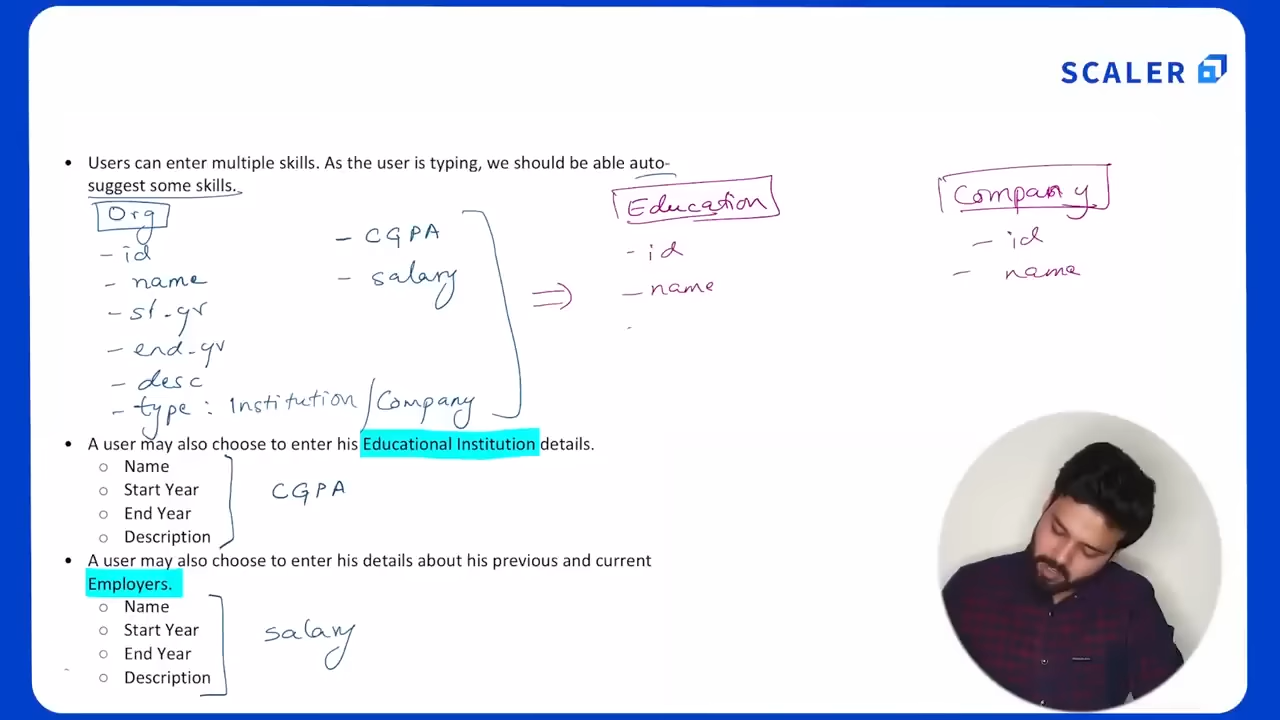 SCALER
• Users can enter multiple skills. As the user is typing, we should be able auto-
suggest some skills.
Org
- id
- name
- st-yr
- end-yr
- desc
- type : Institution / Company
- CGPA
- salary
⇒
Education
- id
- name
-
Company
- id
- name
• A user may also choose to enter his Educational Institution details.
○ Name
○ Start Year
○ End Year
○ Description
CGPA
• A user may also choose to enter his details about his previous and current
Employers.
○ Name
○ Start Year
○ End Year
○ Description
salary